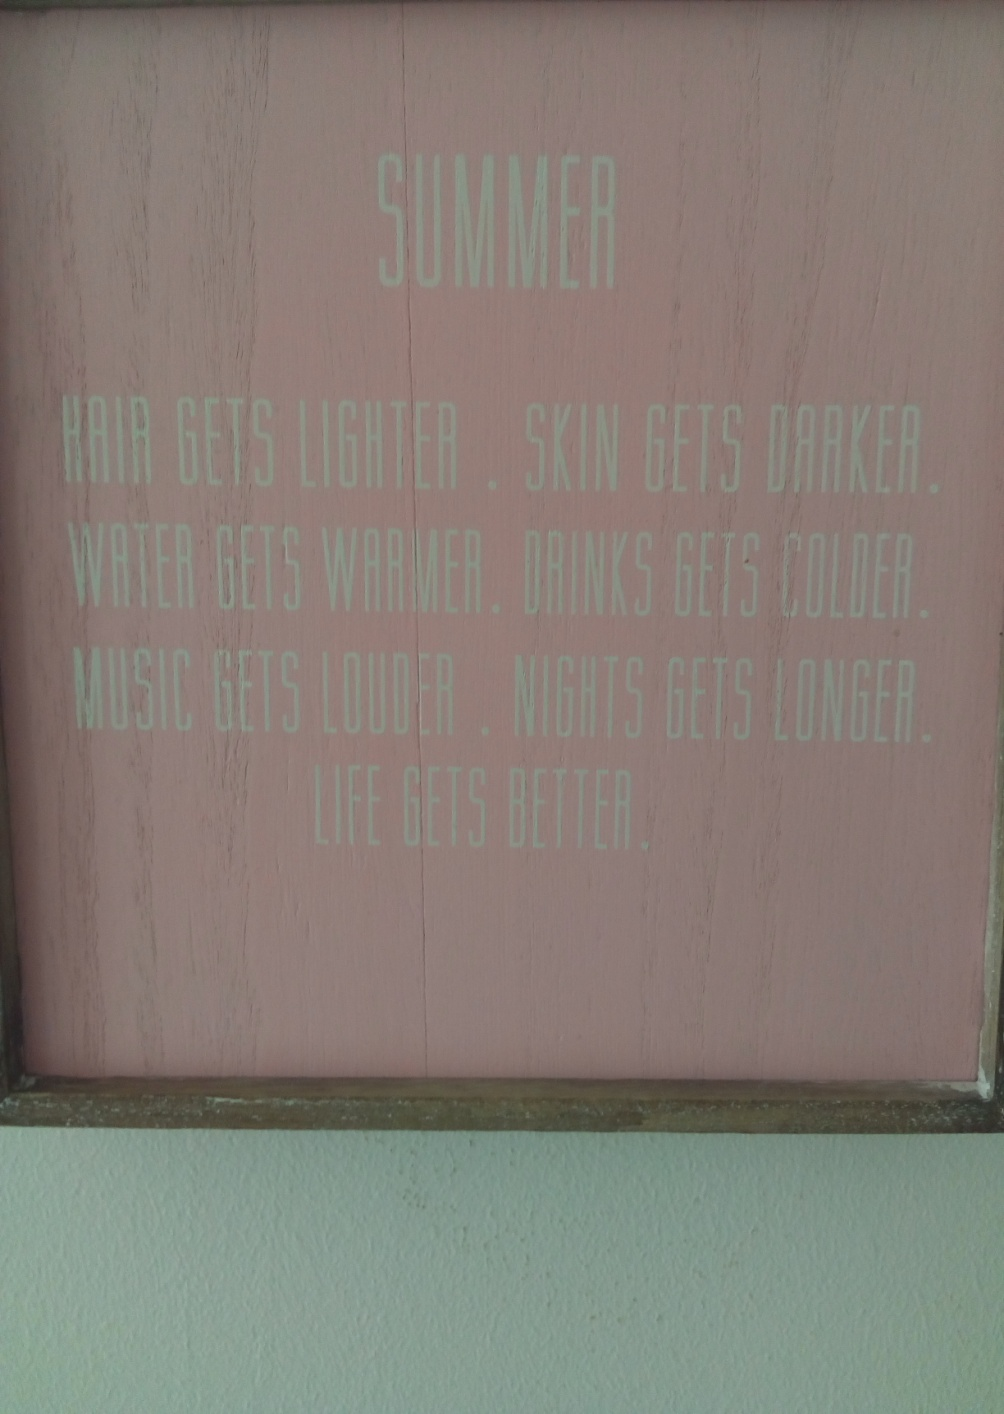 SUMMER
HAIR GETS LIGHTER . SKIN GETS DARKER.
WATER GETS WARMER. DRINKS GETS COLDER.
MUSIC GETS LOUDER . NIGHTS GETS LONGER.
LIFE GETS BETTER.